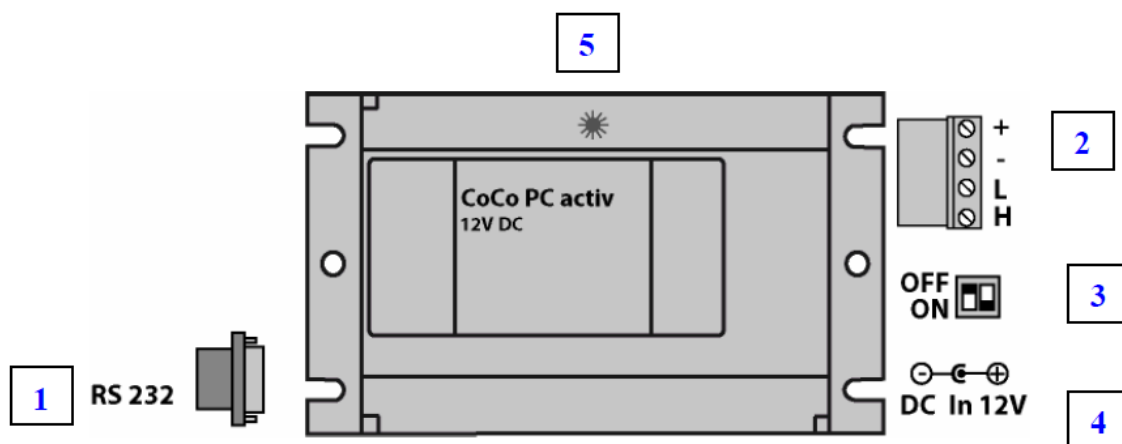 5
+
2
-
CoCo PC activ
L
12V DC
H
OFF
ON
3
1
RS 232
DC In 12V
4